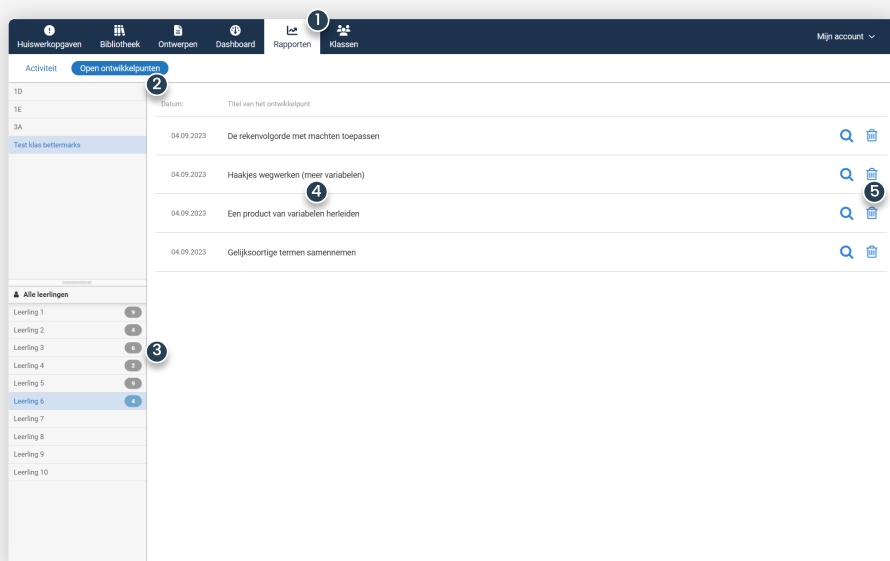 1
Huiswerkopgaven Bibliotheek Ontwerpen Dashboard Rapporten Klassen Mijn account
Activiteit Open ontwikkelpunten
2
1D
1E
3A
Test klas bettermarks
Datum: Titel van het ontwikkelpunt
04.09.2023 De rekenvolgorde met machten toepassen
04.09.2023 Haakjes wegwerken (meer variabelen)
4
5
04.09.2023 Een product van variabelen herleiden
04.09.2023 Gelijksoortige termen samennemen
Alle leerlingen
Leerling 1 9
Leerling 2 4
Leerling 3 6
3
Leerling 4 2
Leerling 5 9
Leerling 6 4
Leerling 7
Leerling 8
Leerling 9
Leerling 10